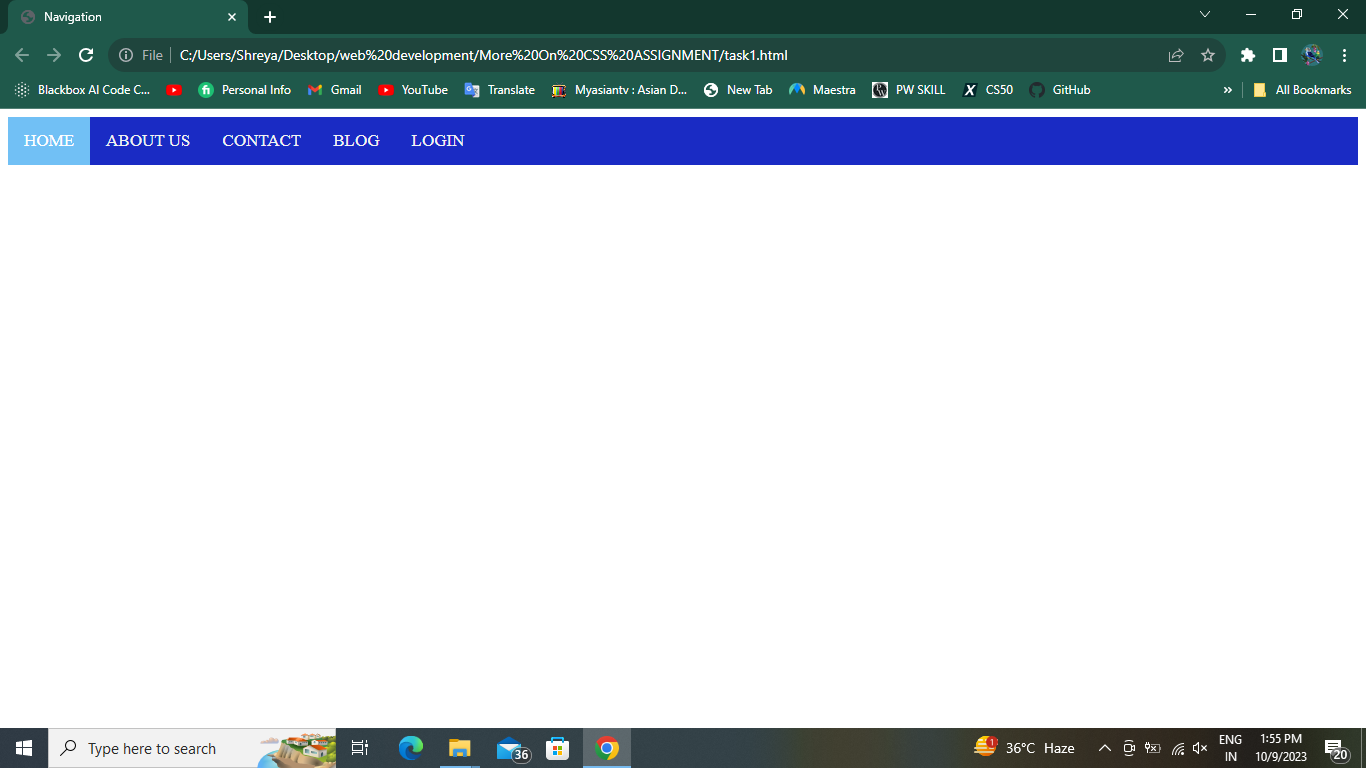 Navigation
File C:/Users/Shreya/Desktop/web%20development/More%20On%20CSS%20ASSIGNMENT/task1.html
Blackbox AI Code C... Personal Info Gmail YouTube Translate Myasiantv : Asian D... New Tab Maestra PW SKILL CS50 GitHub » All Bookmarks
HOME ABOUT US CONTACT BLOG LOGIN
Type here to search 36 36°C Haze ENG 1:55 PM
IN 10/9/2023 20